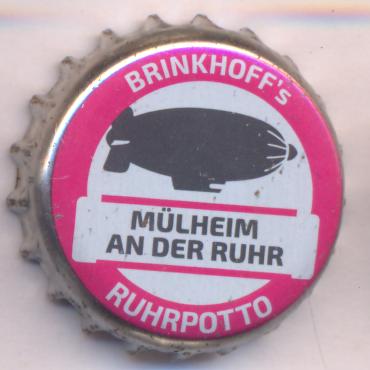 BRINKHOFF's
MÜLHEIM
AN DER RUHR
RUHRPOTTO